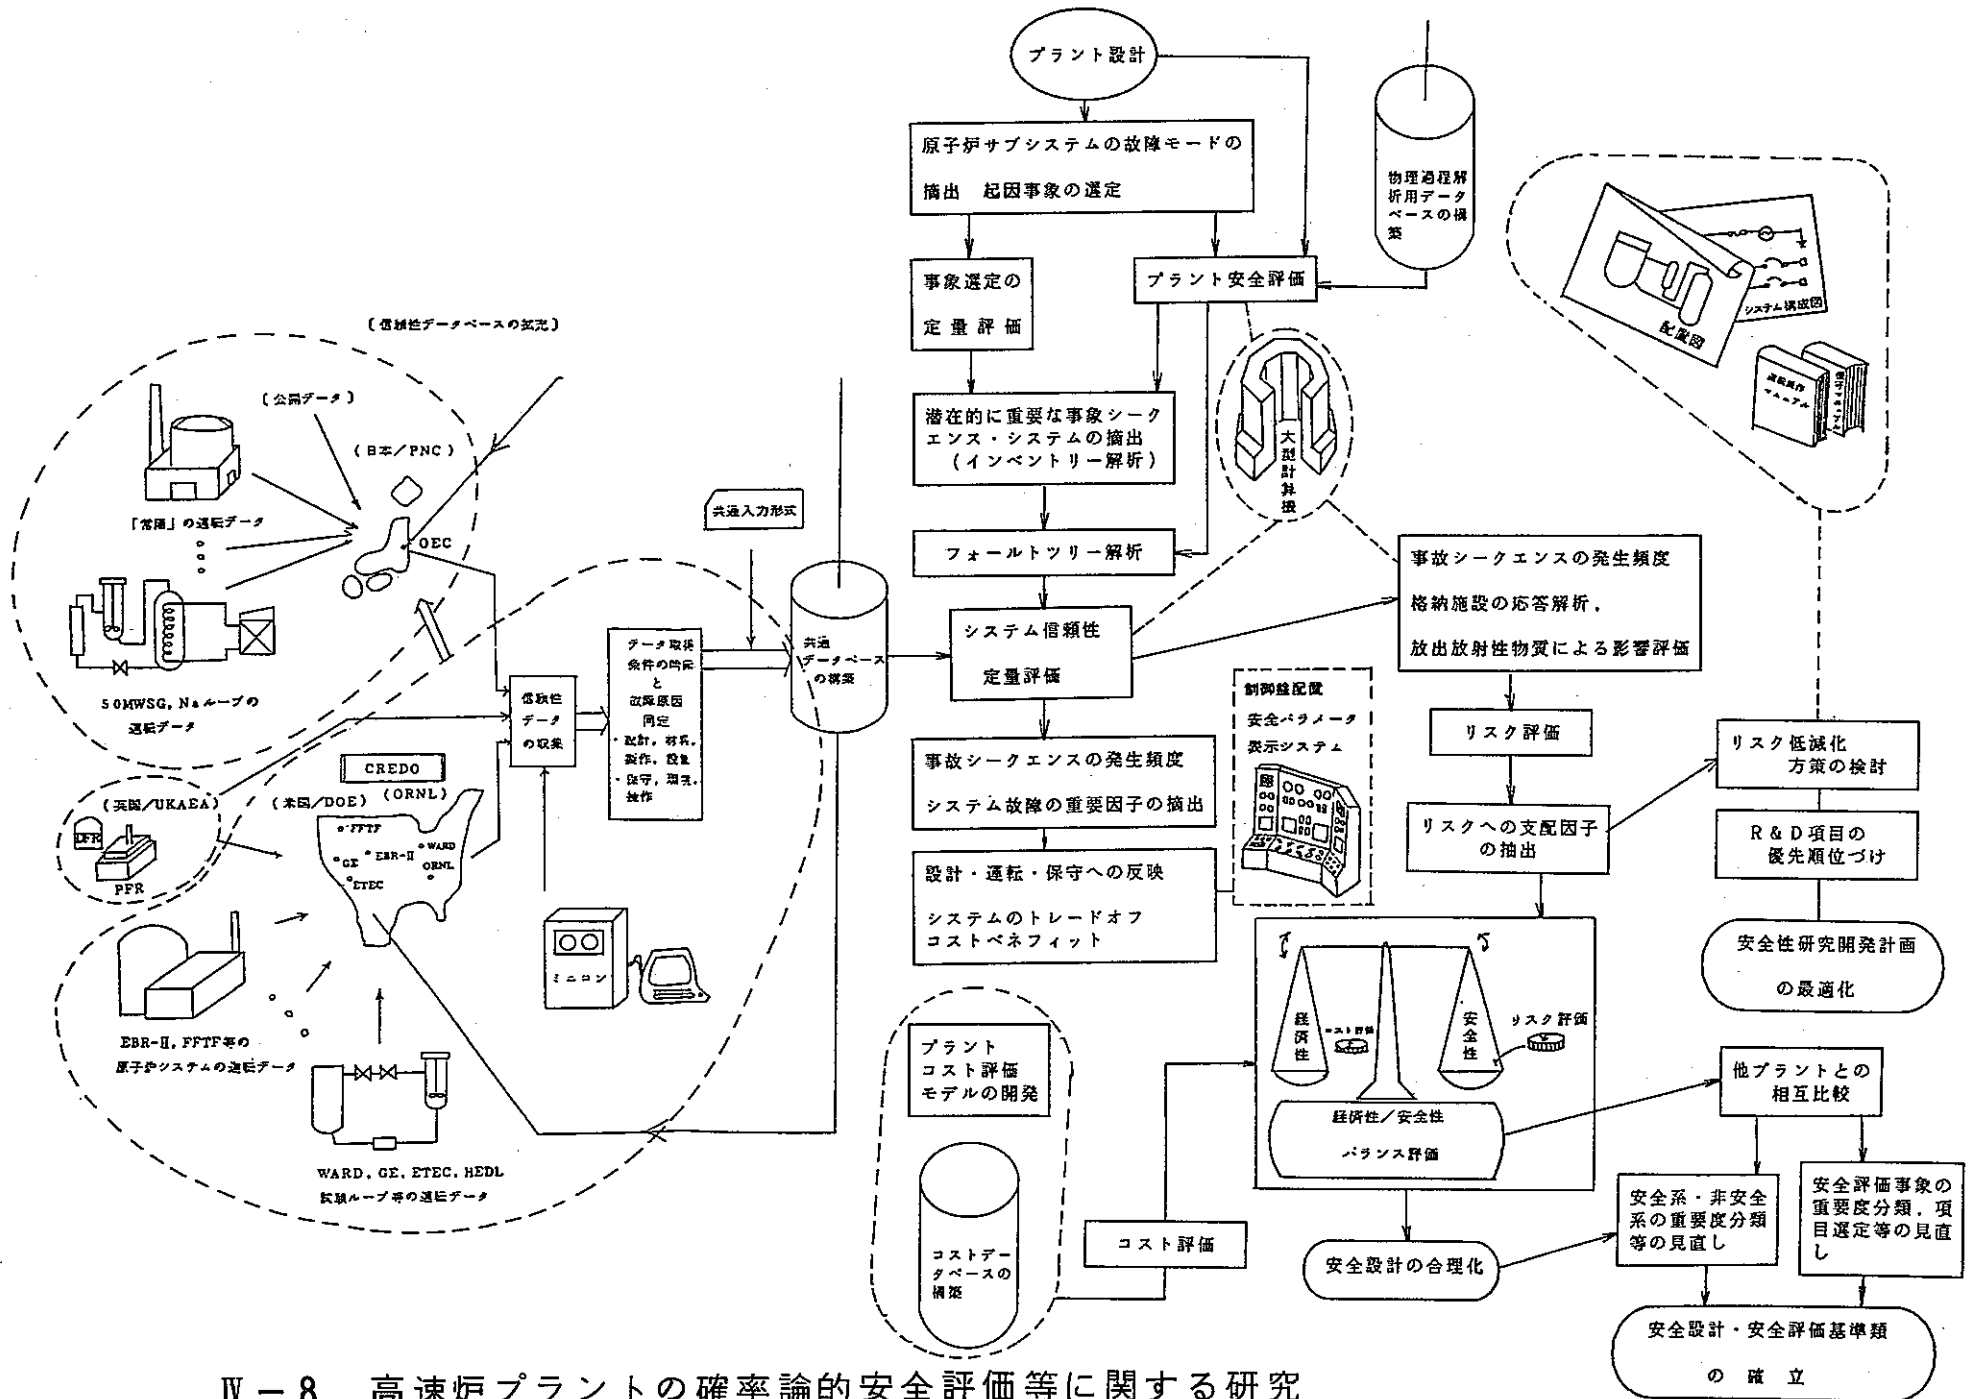 プラント設計
原子炉サブシステムの故障モードの
摘出　起因事象の選定
物理過程解
析用データ
ベースの構
築
事象選定の
定量評価
プラント安全評価
システム構成図
配置図
運転操作
マニュアル
〔信頼性データベースの拡充〕
〔公開データ〕
(日本/PNC)
OEC
「常陽」の運転データ
50MWSG, Naループの
運転データ
潜在的に重要な事象シーク
エンス・システムの摘出
(インベントリー解析)
大型計算機
共通入力形式
フォールトツリー解析
事故シークエンスの発生頻度
格納施設の応答解析.
放出放射性物質による影響評価
システム信頼性
定量評価
共通
データベース
の構築
データ取得
条件の
と
故障原因
同定
・設計, 材料,
製作, 設置
・保守, 環境,
操作
信頼性
データ
の収集
CREDO
(ORNL)
(米国/DOE)
(英国/UKAEA)
DFR
PFR
FFTF
EBR-II
WARD
GE
ORNL
ETEC
制御盤配置
安全パラメータ
表示システム
リスク評価
リスク低減化
方策の検討
事故シークエンスの発生頻度
システム故障の重要因子の摘出
リスクへの支配因子
の抽出
R&D項目の
優先順位づけ
設計・運転・保守への反映
システムのトレードオフ
コストベネフィット
安全性研究開発計画
の最適化
ミニコン
EBR-II, FFTF等の
原子炉システムの運転データ
WARD, GE, ETEC, HEDL
試験ループ等の運転データ
経済性
コスト評価
安全性
リスク評価
経済性/安全性
バランス評価
プラント
コスト評価
モデルの開発
コストデー
タベースの
構築
コスト評価
他プラントとの
相互比較
安全設計の合理化
安全系・非安全
系の重要度分類
等の見直し
安全評価事象の
重要度分類, 項
目選定等の見直
し
安全設計・安全評価基準類
の確立
Ⅳ－8　高速炉プラントの確率論的安全評価等に関する研究